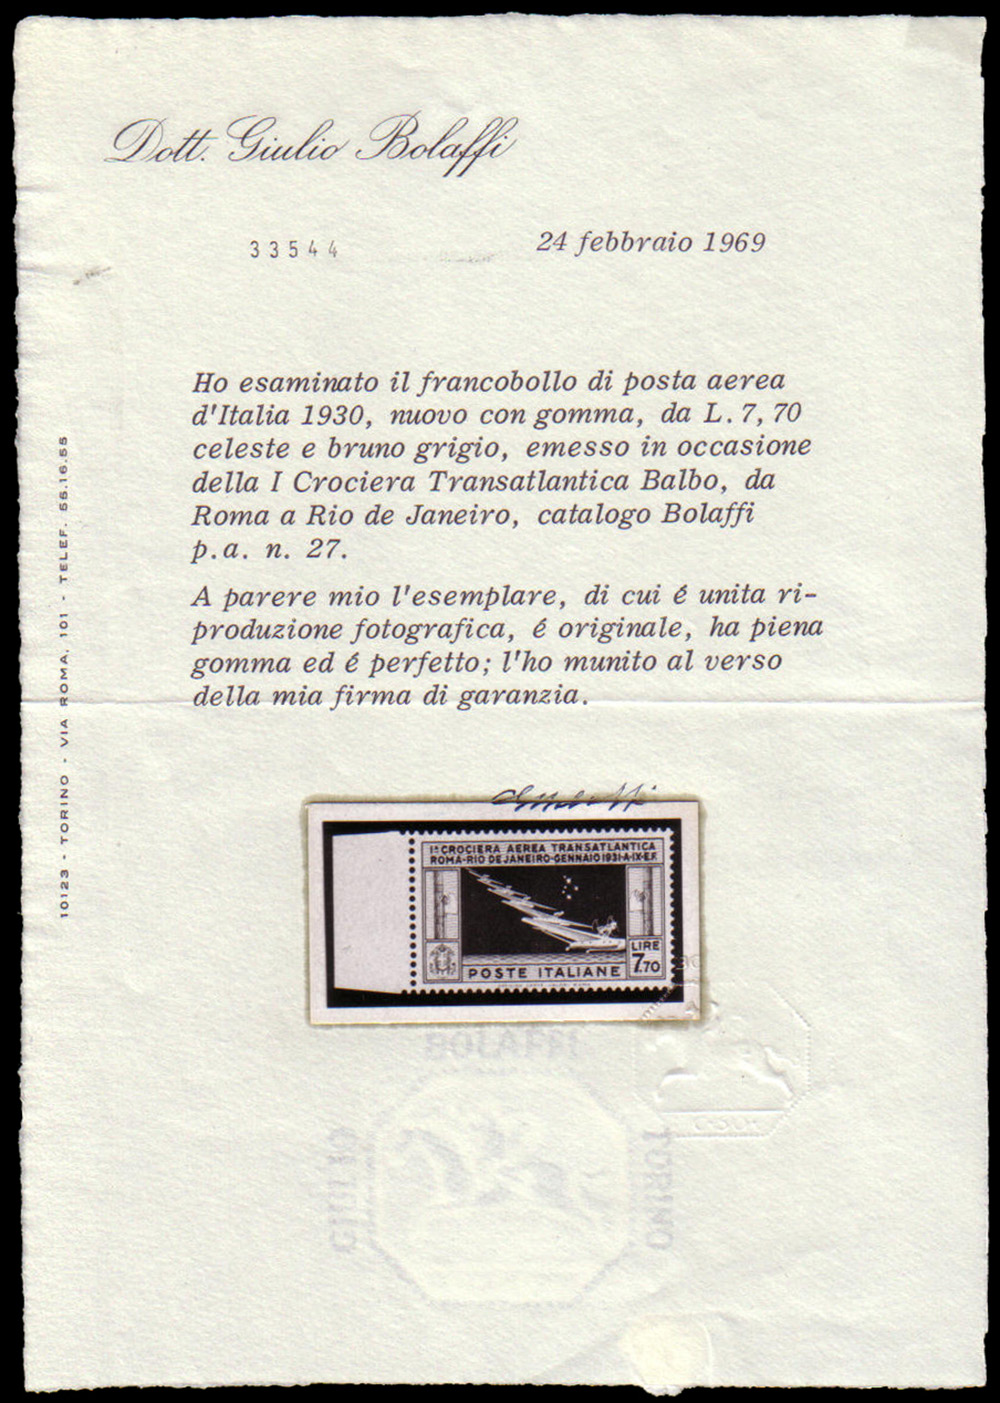 Dott. Giulio Bolaffi
33544
24 febbraio 1969
Ho esaminato il francobollo di posta aerea
d'Italia 1930, nuovo con gomma, da L. 7,70
celeste e bruno grigio, emesso in occasione
della I Crociera Transatlantica Balbo, da
Roma a Rio de Janeiro, catalogo Bolaffi
p.a. n. 27.
A parere mio l'esemplare, di cui é unita ri-
produzione fotografica, é originale, ha piena
gomma ed é perfetto; l'ho munito al verso
della mia firma di garanzia.
10123 - TORINO - VIA ROMA, 101 - TELEF. 55.16.55
Iª CROCIERA AEREA TRANSATLANTICA
ROMA-RIO DE JANEIRO-GENNAIO 1931-A·IX·E.F.
LIRE
7,70
POSTE ITALIANE
BOLAFFI
GIULIO
TORINO